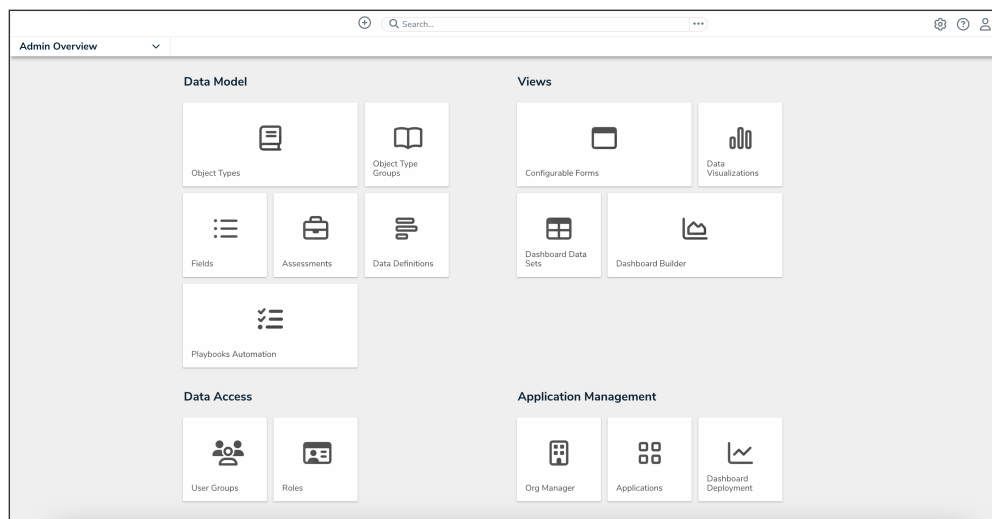 Search...
Admin Overview
Data Model
Views
Object Types
Object Type
Groups
Configurable Forms
Data
Visualizations
Fields
Assessments
Data Definitions
Dashboard Data
Sets
Dashboard Builder
Playbooks Automation
Data Access
Application Management
User Groups
Roles
Org Manager
Applications
Dashboard
Deployment